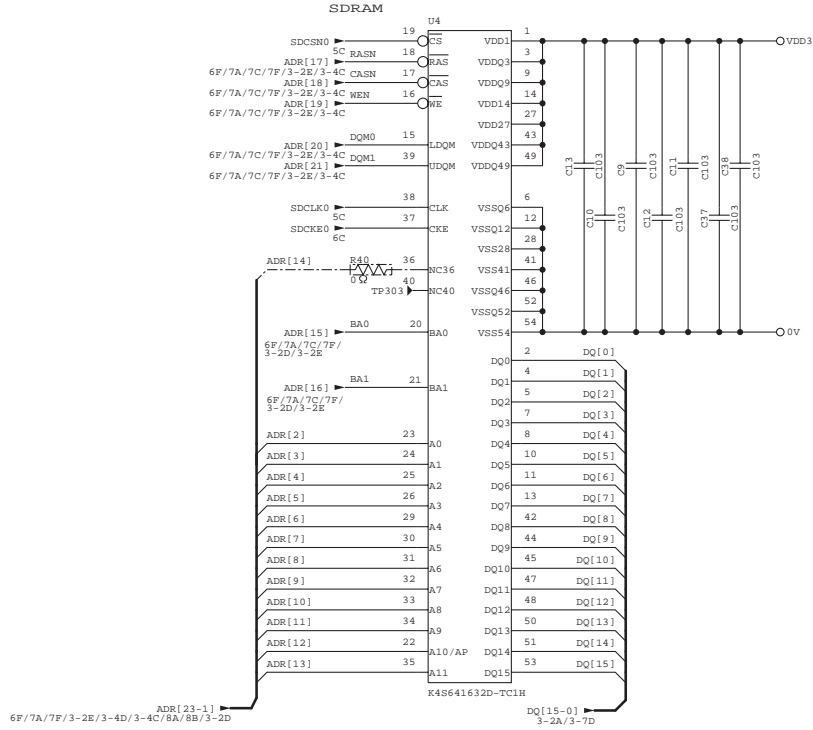 SDRAM
U4
SDCSN0 19 CS VDD1 1 VDD3
5C
ADR[17] RASN 18 RAS VDDQ3 3
6F/7A/7C/7F/3-2E/3-4C
ADR[18] CASN 17 CAS VDDQ9 9
6F/7A/7C/7F/3-2E/3-4C
ADR[19] WEN 16 WE VDD14 14
6F/7A/7C/7F/3-2E/3-4C
VDD27 27
ADR[20] DQM0 15 LDQM VDDQ43 43
6F/7A/7C/7F/3-2E/3-4C
ADR[21] DQM1 39 UDQM VDDQ49 49
6F/7A/7C/7F/3-2E/3-4C
C13 C103 C9 C103 C11 C103 C38 C103
C10 C103 C12 C103 C37 C103
SDCLK0 38 CLK VSSQ6 6
5C
SDCKE0 37 CKE VSSQ12 12
6C
VSS28 28
ADR[14] R40 0Ω 36 NC36 VSS41 41
TP303 40 NC40 VSSQ46 46
VSSQ52 52
ADR[15] BA0 20 BA0 VSS54 54 0V
6F/7A/7C/7F/
3-2D/3-2E
DQ0 2 DQ[0]
ADR[16] BA1 21 BA1 DQ1 4 DQ[1]
6F/7A/7C/7F/
3-2D/3-2E
DQ2 5 DQ[2]
DQ3 7 DQ[3]
ADR[2] 23 A0 DQ4 8 DQ[4]
ADR[3] 24 A1 DQ5 10 DQ[5]
ADR[4] 25 A2 DQ6 11 DQ[6]
ADR[5] 26 A3 DQ7 13 DQ[7]
ADR[6] 29 A4 DQ8 42 DQ[8]
ADR[7] 30 A5 DQ9 44 DQ[9]
ADR[8] 31 A6 DQ10 45 DQ[10]
ADR[9] 32 A7 DQ11 47 DQ[11]
ADR[10] 33 A8 DQ12 48 DQ[12]
ADR[11] 34 A9 DQ13 50 DQ[13]
ADR[12] 22 A10/AP DQ14 51 DQ[14]
ADR[13] 35 A11 DQ15 53 DQ[15]
K4S641632D-TC1H
ADR[23-1]
6F/7A/7F/3-2E/3-4D/3-4C/8A/8B/3-2D
DQ[15-0]
3-2A/3-7D